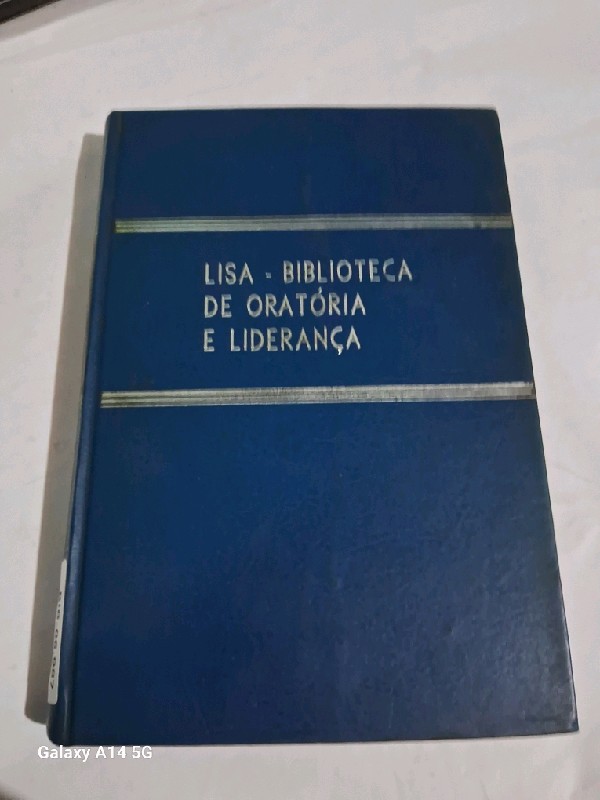 LISA - BIBLIOTECA
DE ORATÓRIA
E LIDERANÇA
Galaxy A14 5G